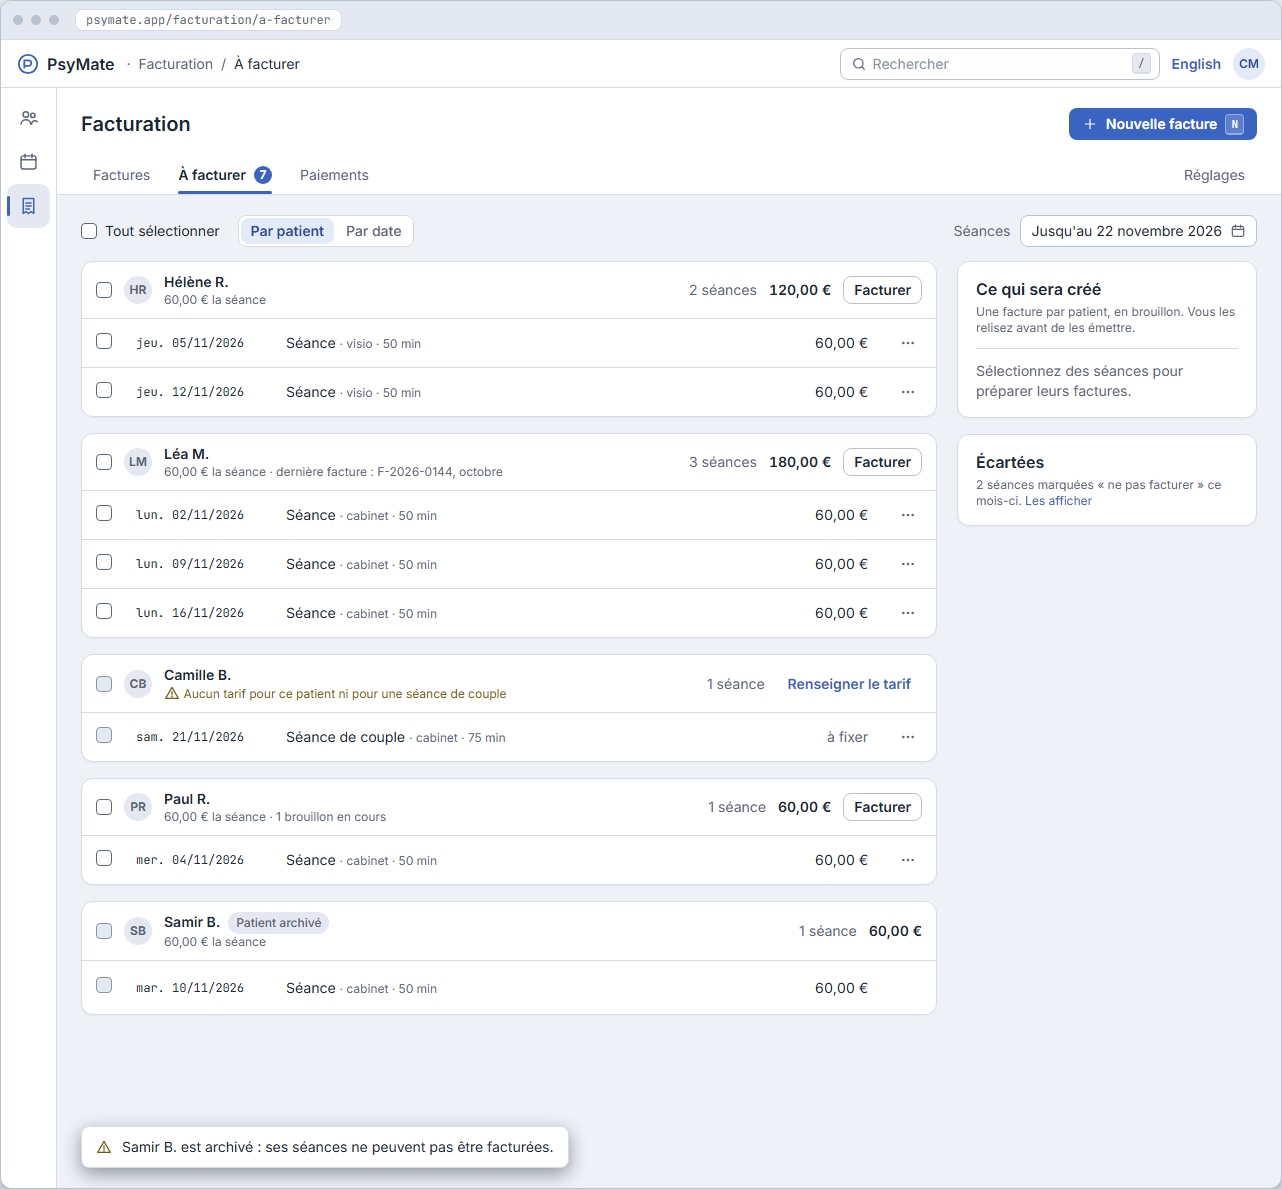 psymate.app/facturation/a-facturer
PsyMate · Facturation / À facturer
Rechercher /
English
CM
Facturation
+ Nouvelle facture N
Factures
À facturer 7
Paiements
Réglages
Tout sélectionner
Par patient
Par date
Séances
Jusqu'au 22 novembre 2026
HR
Hélène R.
60,00 € la séance
2 séances 120,00 € Facturer
jeu. 05/11/2026 Séance · visio · 50 min 60,00 € ···
jeu. 12/11/2026 Séance · visio · 50 min 60,00 € ···
LM
Léa M.
60,00 € la séance · dernière facture : F-2026-0144, octobre
3 séances 180,00 € Facturer
lun. 02/11/2026 Séance · cabinet · 50 min 60,00 € ···
lun. 09/11/2026 Séance · cabinet · 50 min 60,00 € ···
lun. 16/11/2026 Séance · cabinet · 50 min 60,00 € ···
CB
Camille B.
Aucun tarif pour ce patient ni pour une séance de couple
1 séance Renseigner le tarif
sam. 21/11/2026 Séance de couple · cabinet · 75 min à fixer ···
PR
Paul R.
60,00 € la séance · 1 brouillon en cours
1 séance 60,00 € Facturer
mer. 04/11/2026 Séance · cabinet · 50 min 60,00 € ···
SB
Samir B. Patient archivé
60,00 € la séance
1 séance 60,00 €
mar. 10/11/2026 Séance · cabinet · 50 min 60,00 €
Ce qui sera créé
Une facture par patient, en brouillon. Vous les
relisez avant de les émettre.
Sélectionnez des séances pour
préparer leurs factures.
Écartées
2 séances marquées « ne pas facturer » ce
mois-ci. Les afficher
Samir B. est archivé : ses séances ne peuvent pas être facturées.